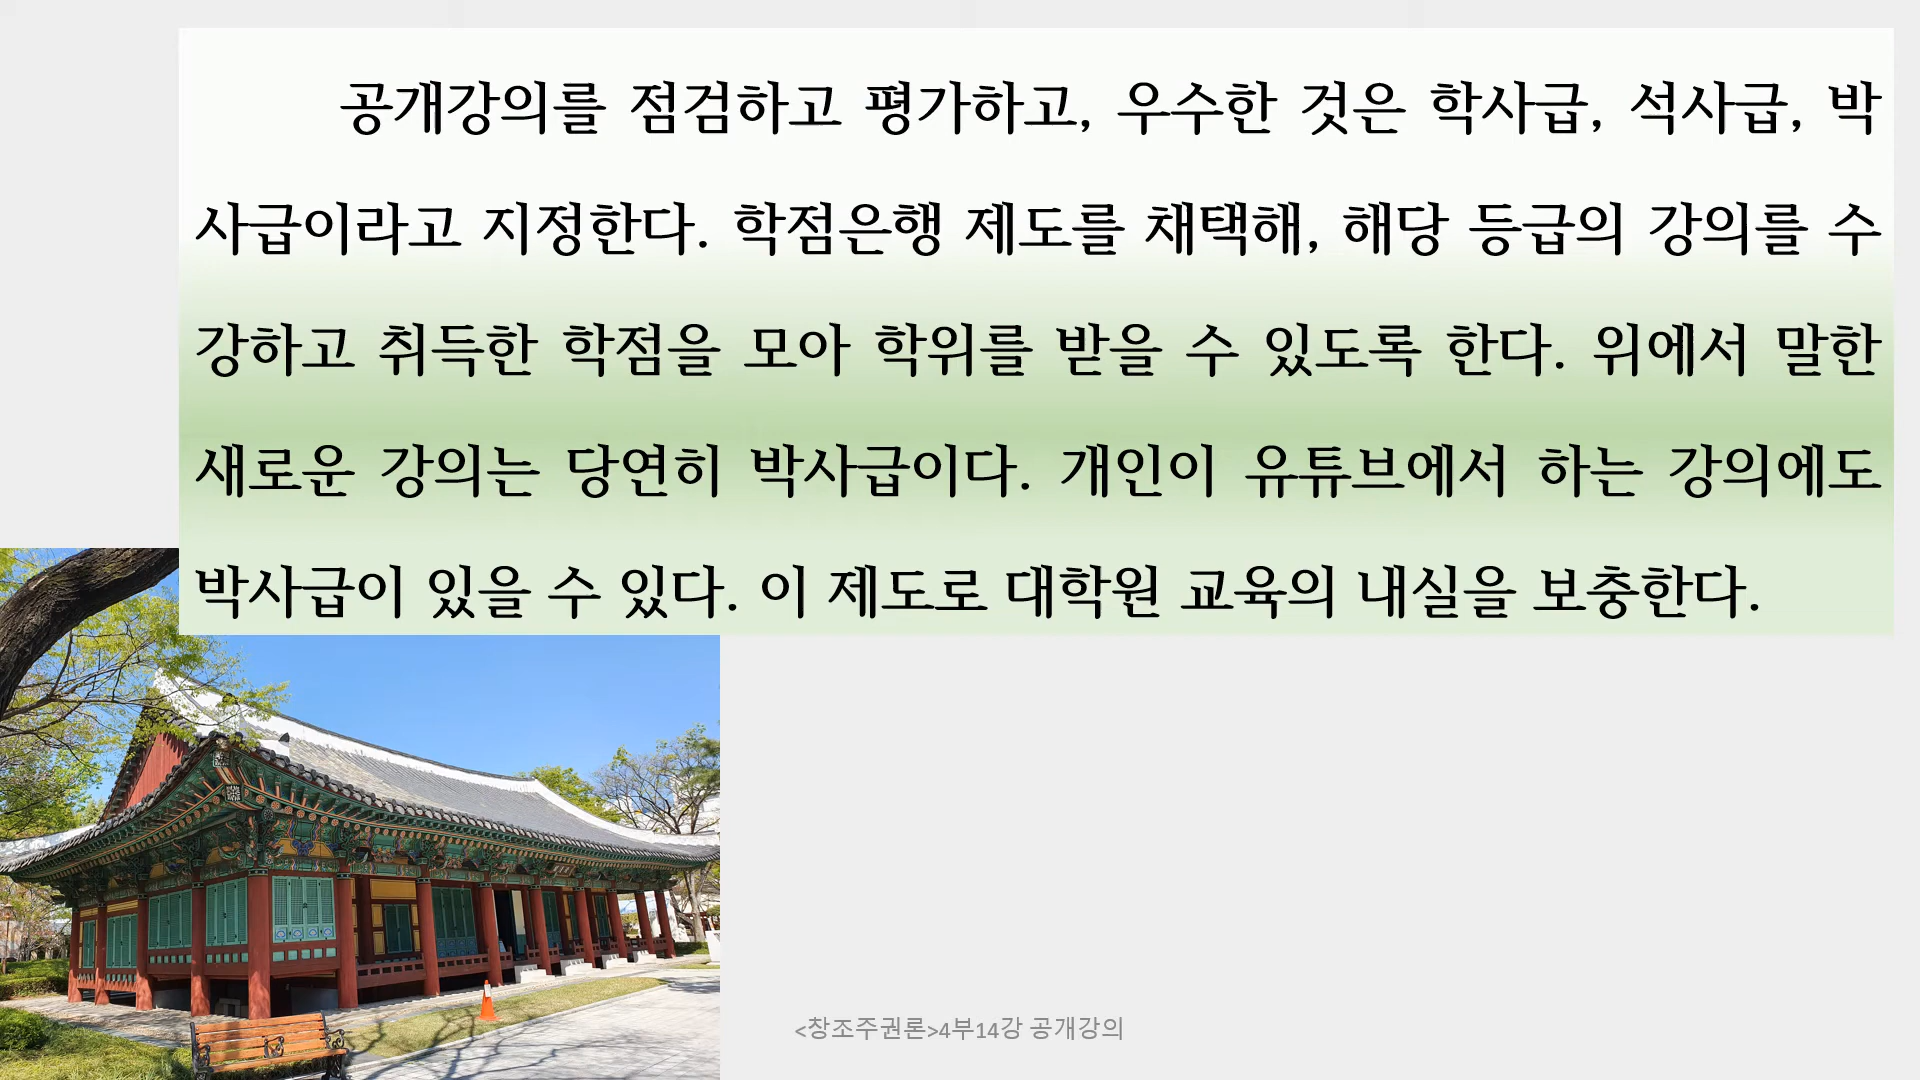 공개강의를 점검하고 평가하고, 우수한 것은 학사급, 석사급, 박
사급이라고 지정한다. 학점은행 제도를 채택해, 해당 등급의 강의를 수
강하고 취득한 학점을 모아 학위를 받을 수 있도록 한다. 위에서 말한
새로운 강의는 당연히 박사급이다. 개인이 유튜브에서 하는 강의에도
박사급이 있을 수 있다. 이 제도로 대학원 교육의 내실을 보충한다.
<창조주권론>4부14강 공개강의